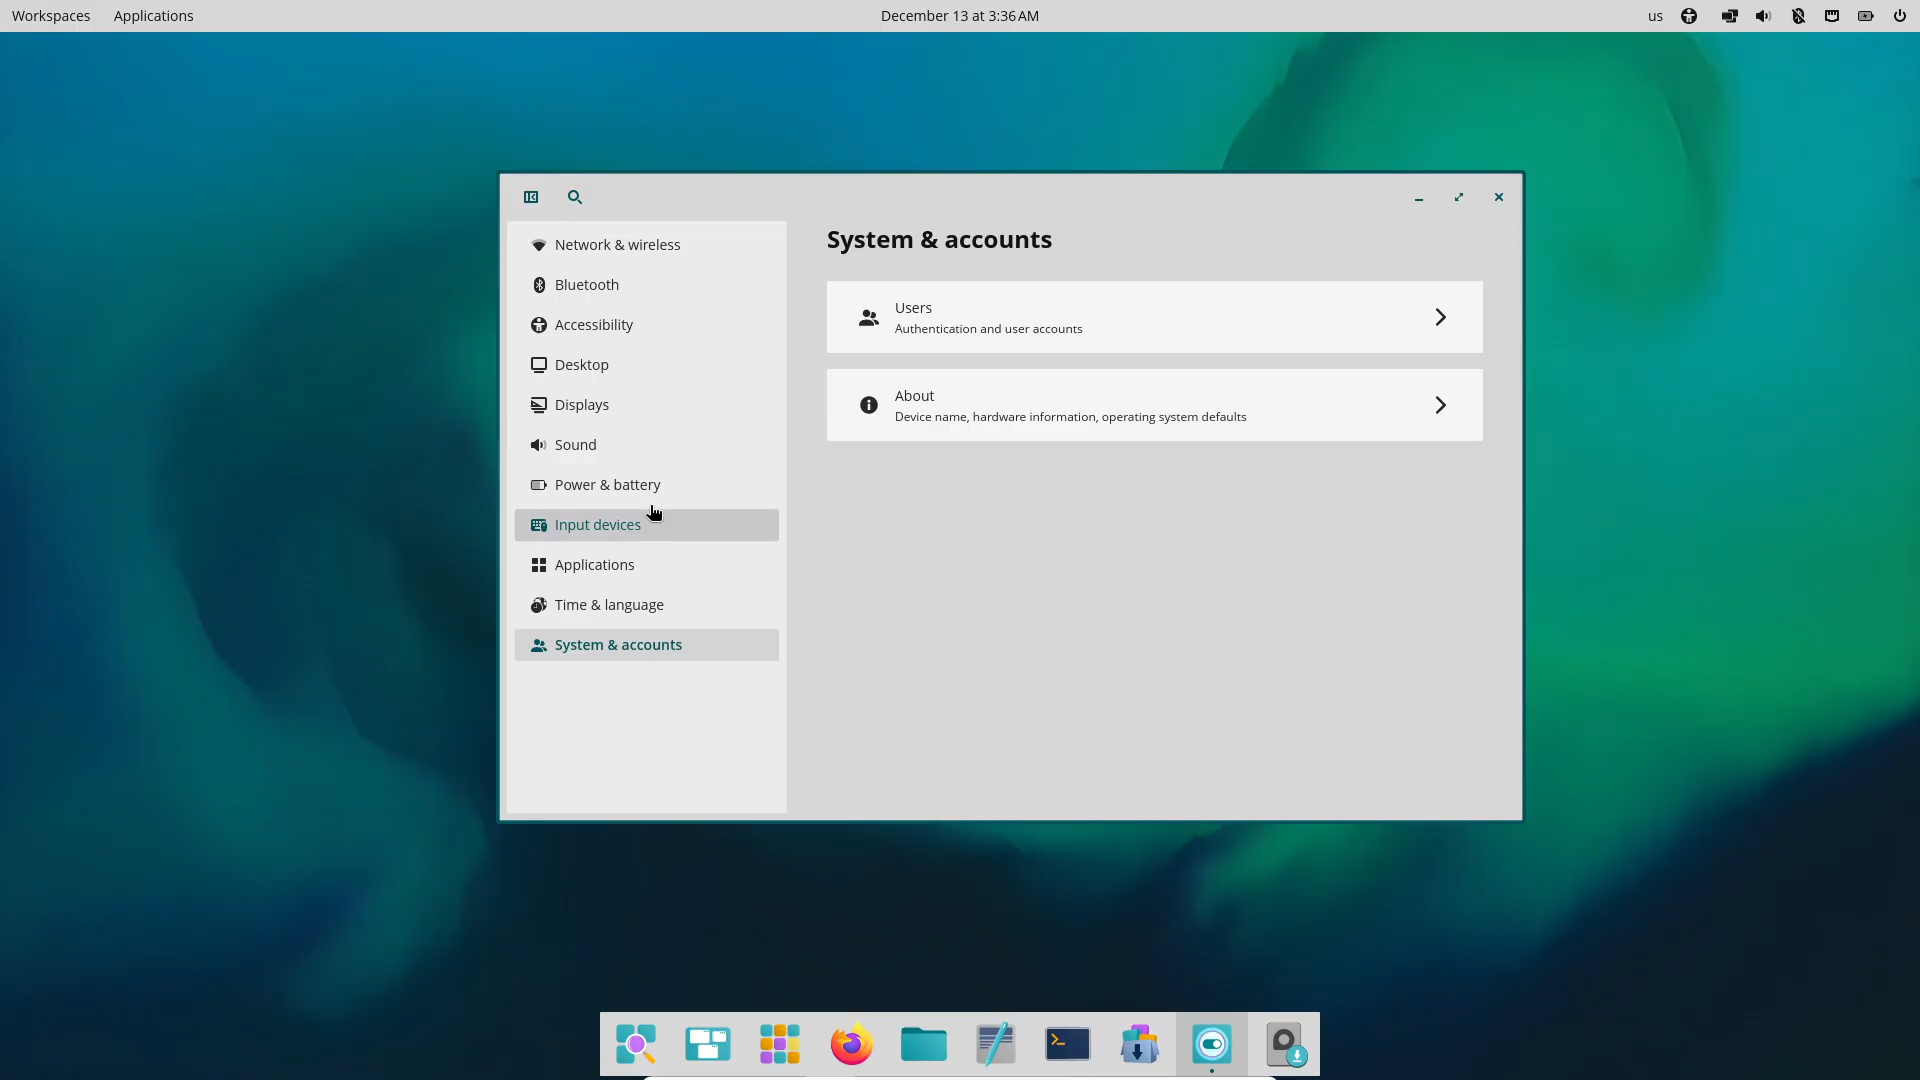 Workspaces Applications December 13 at 3:36 AM us
Network & wireless
Bluetooth
Accessibility
Desktop
Displays
Sound
Power & battery
Input devices
Applications
Time & language
System & accounts
System & accounts
Users
Authentication and user accounts
About
Device name, hardware information, operating system defaults